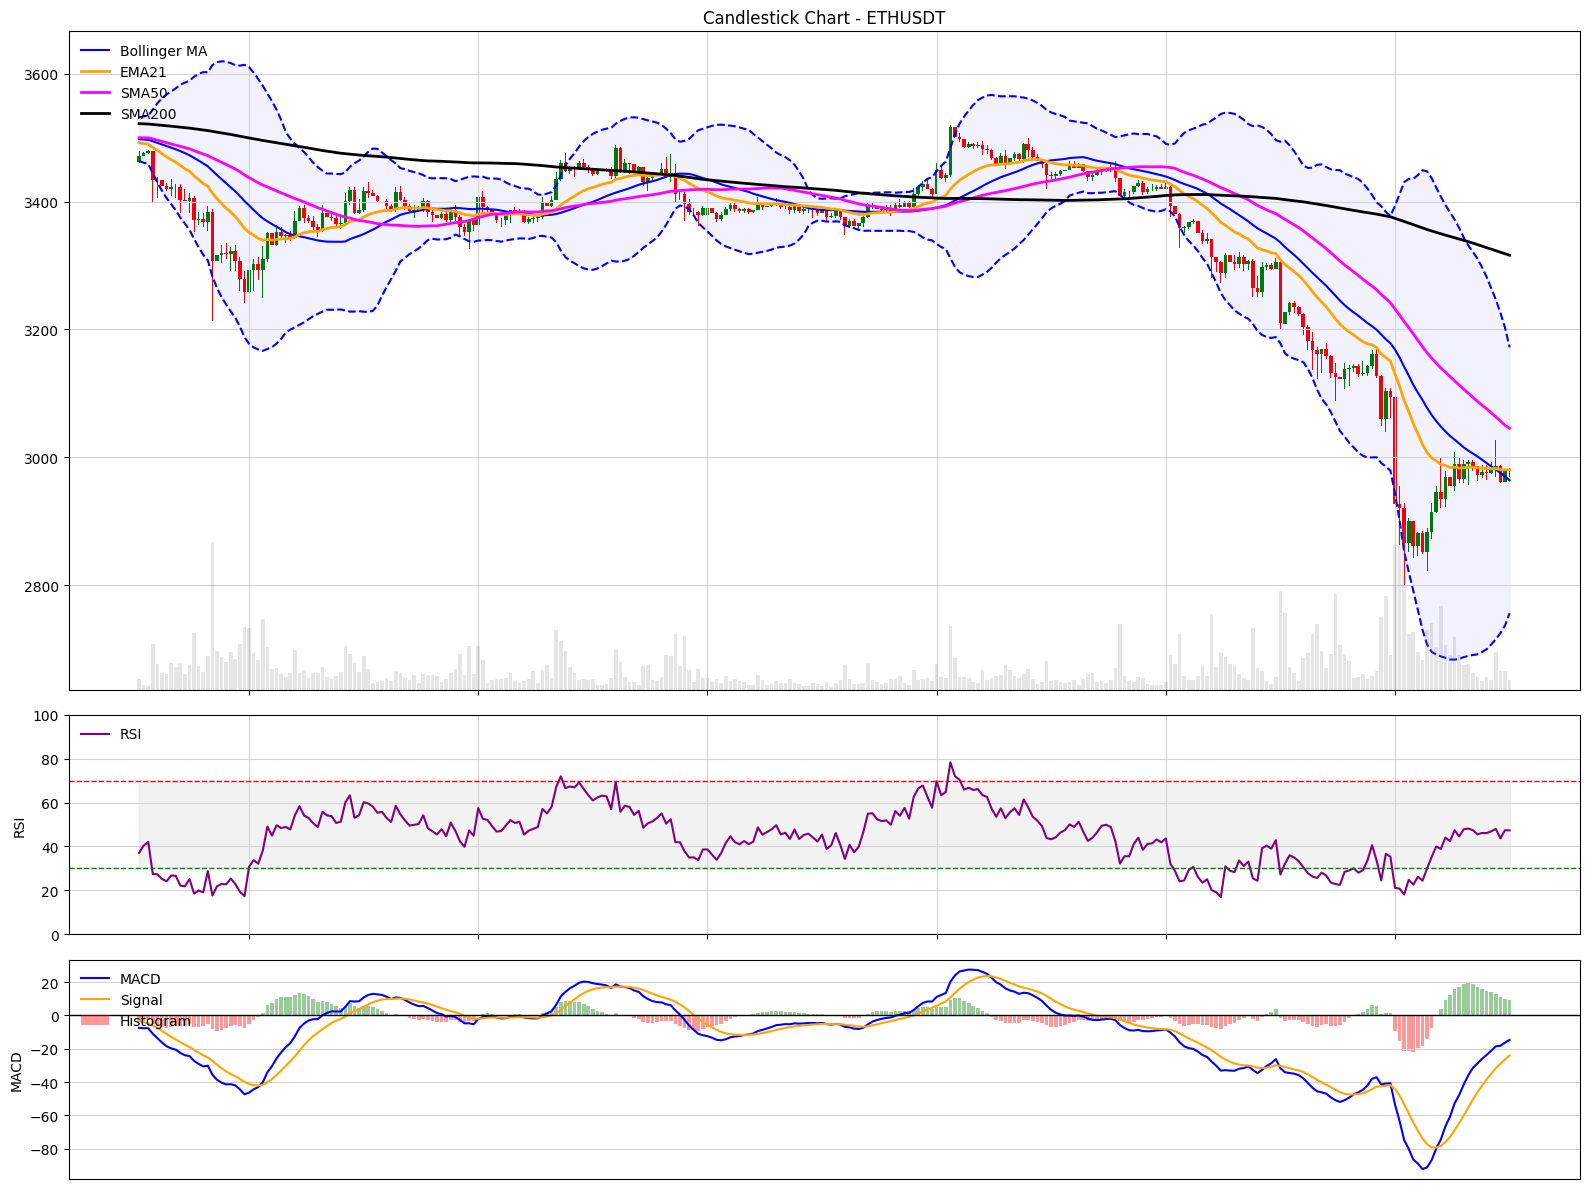 Candlestick Chart - ETHUSDT
Bollinger MA
EMA21
SMA50
SMA200
3600
3400
3200
3000
2800
RSI
100
80
60
40
20
0
RSI
MACD
Signal
Histogram
20
0
−20
−40
−60
−80
MACD